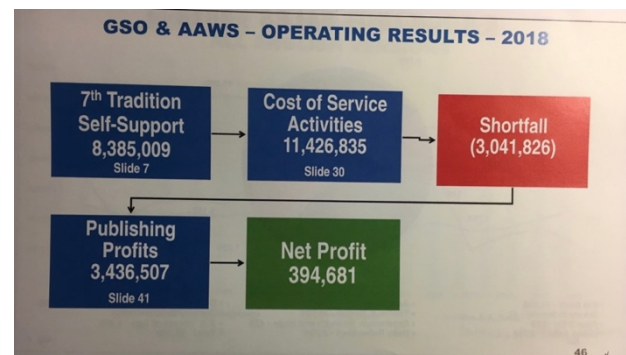 GSO & AAWS – OPERATING RESULTS – 2018
7th Tradition
Self-Support
8,385,009
Slide 7
Cost of Service
Activities
11,426,835
Slide 30
Shortfall
(3,041,826)
Publishing
Profits
3,436,507
Slide 41
Net Profit
394,681
46